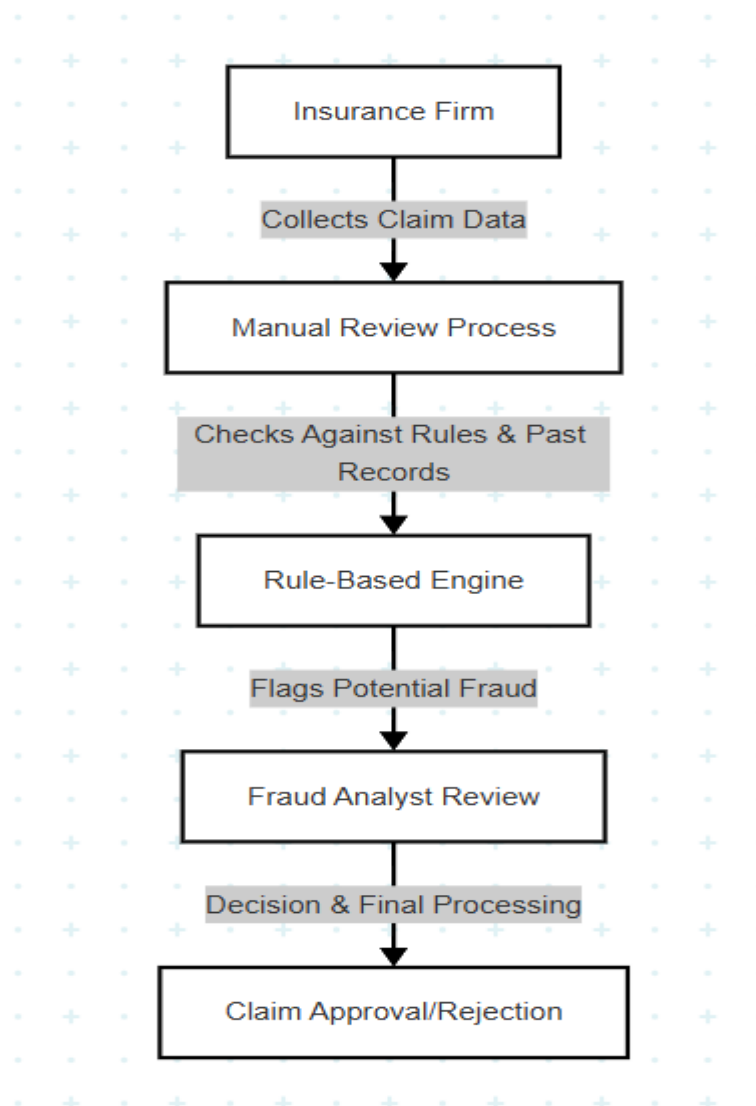 Insurance Firm
Collects Claim Data
Manual Review Process
Checks Against Rules & Past
Records
Rule-Based Engine
Flags Potential Fraud
Fraud Analyst Review
Decision & Final Processing
Claim Approval/Rejection